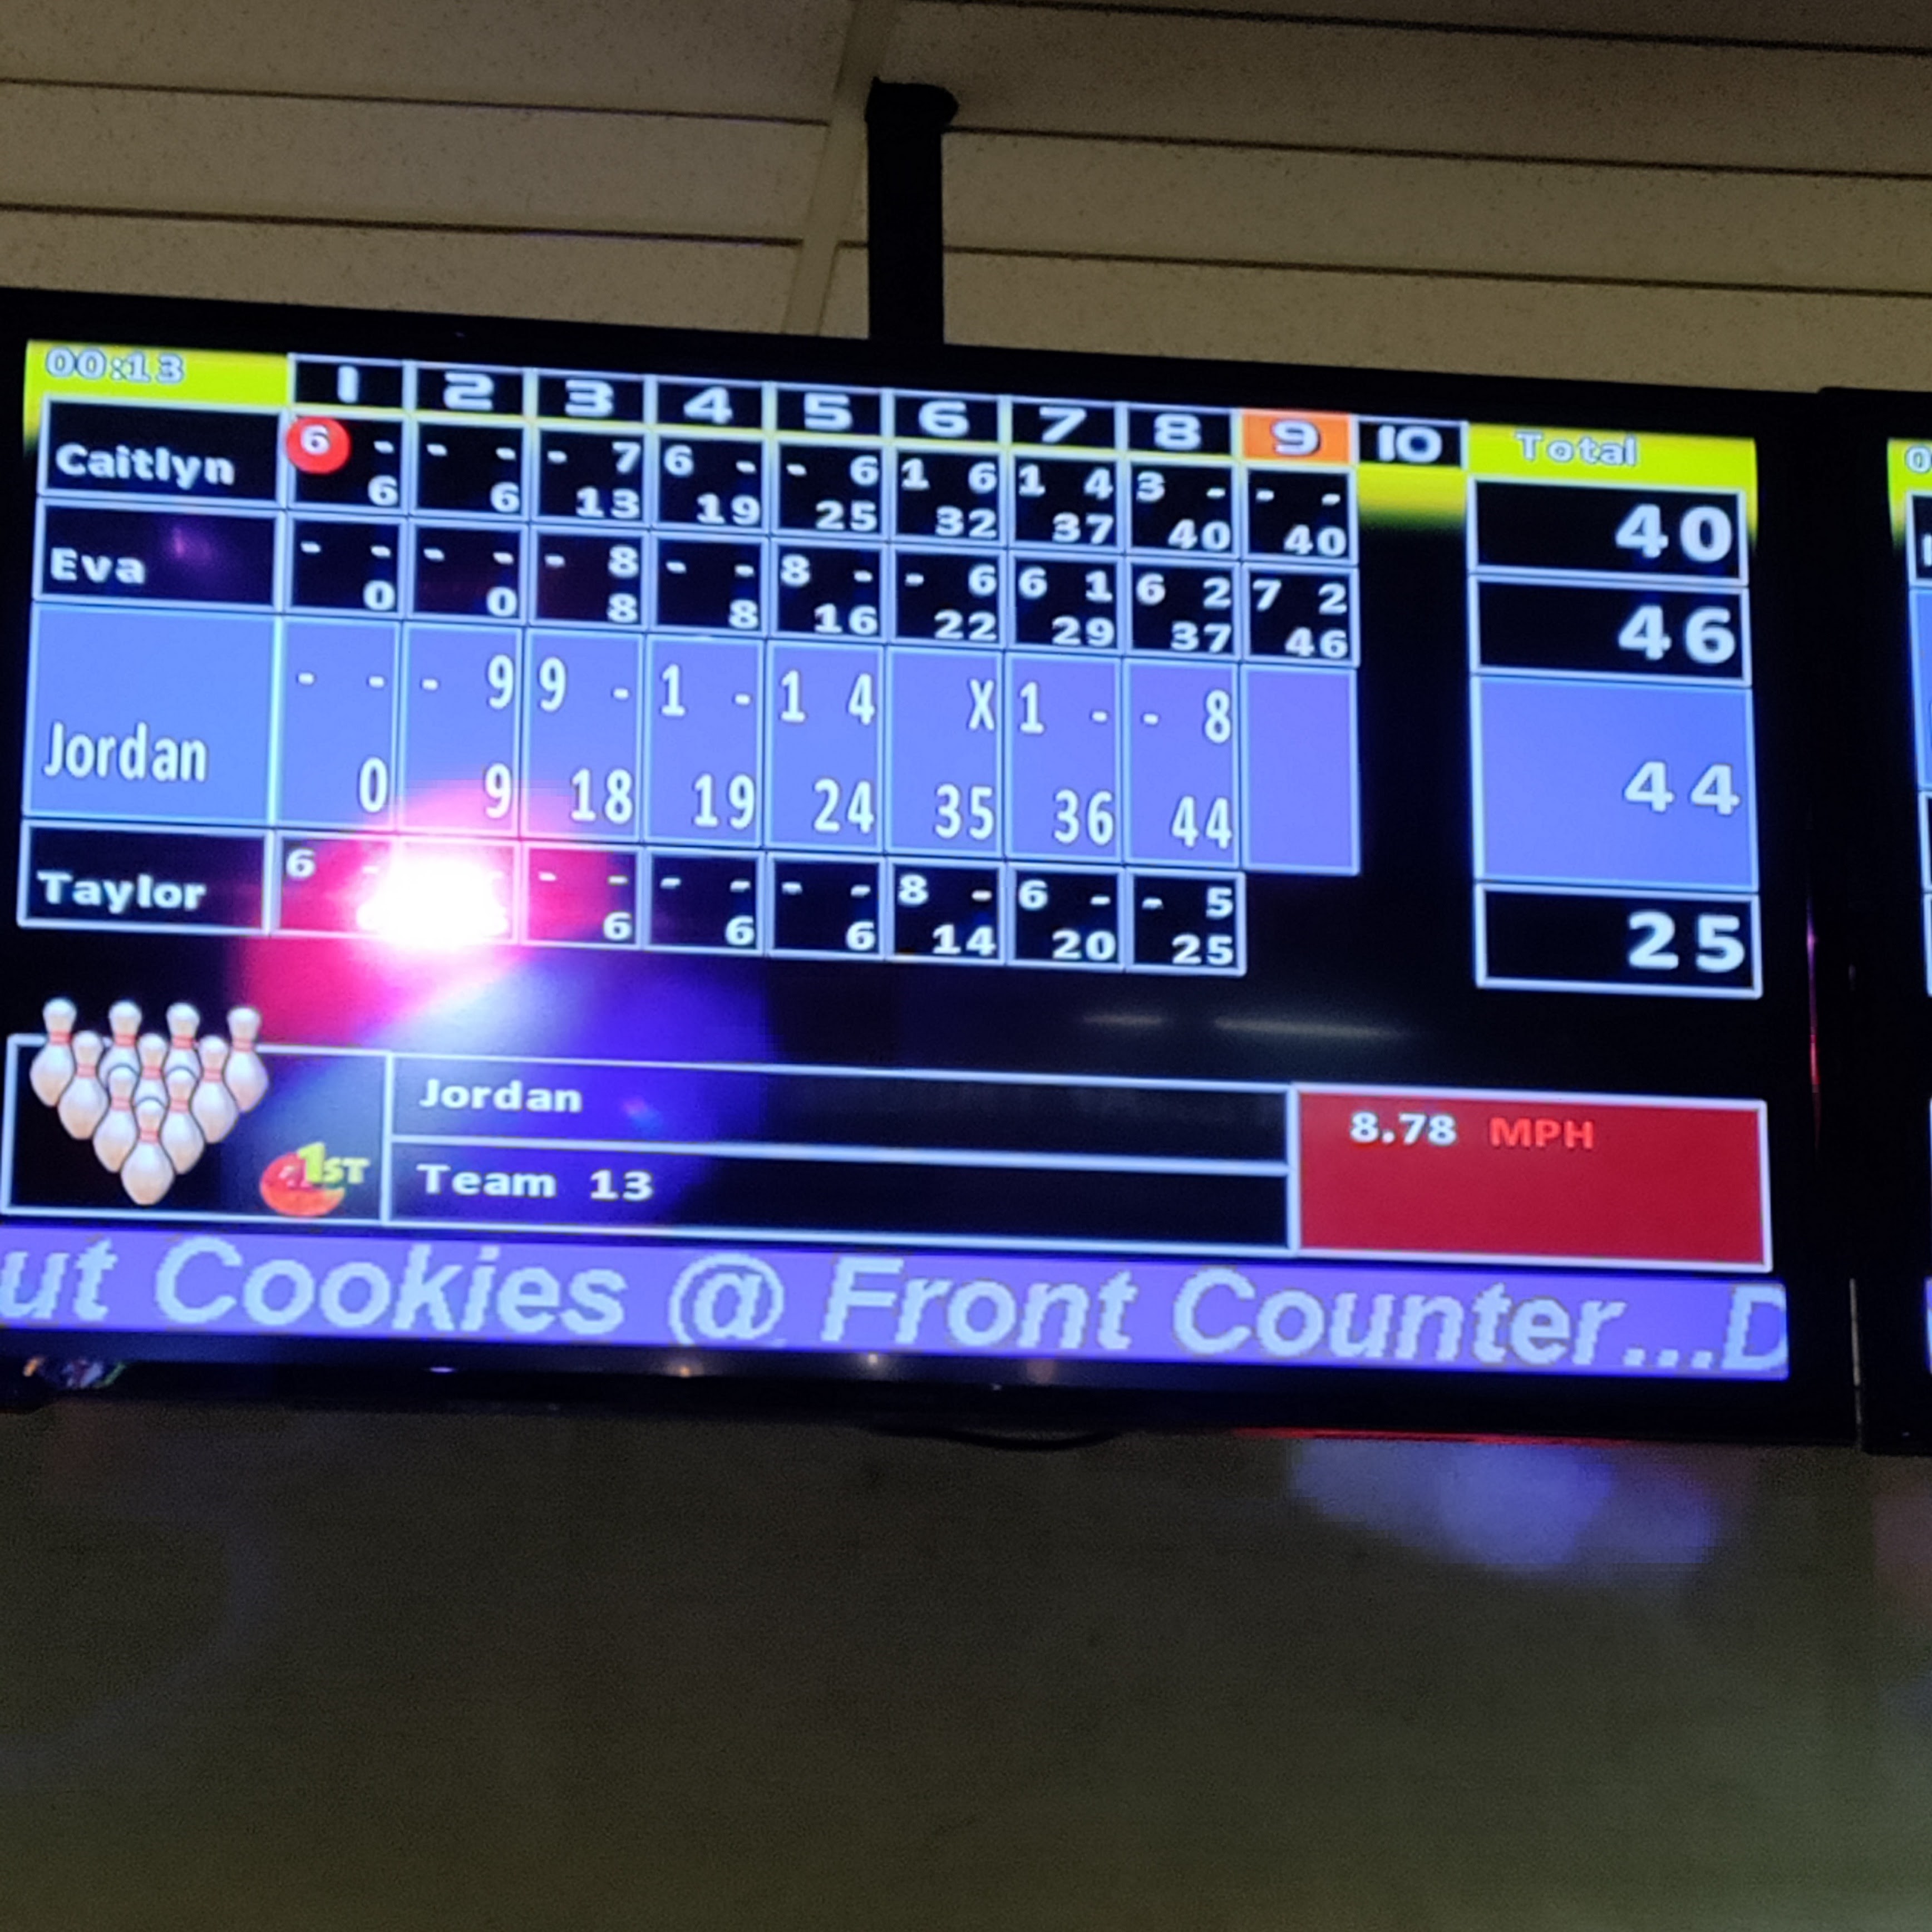 00:13 1 2 3 4 5 6 7 8 9 10 Total
Caitlyn 6 - - - - 7 6 - - 6 1 6 1 4 3 - - -
6 6 13 19 25 32 37 40 40 40
Eva - - - - - 8 - - 8 - - 6 6 1 6 2 7 2
0 0 8 8 16 22 29 37 46 46
Jordan - - - 9 9 - 1 - 1 4 X 1 - - 8
0 9 18 19 24 35 36 44 44
Taylor 6 - - - - - - - 8 - 6 - - 5
6 6 6 14 20 25 25
1ST
Jordan
Team 13
8.78 MPH
Cookies @ Front Counter...